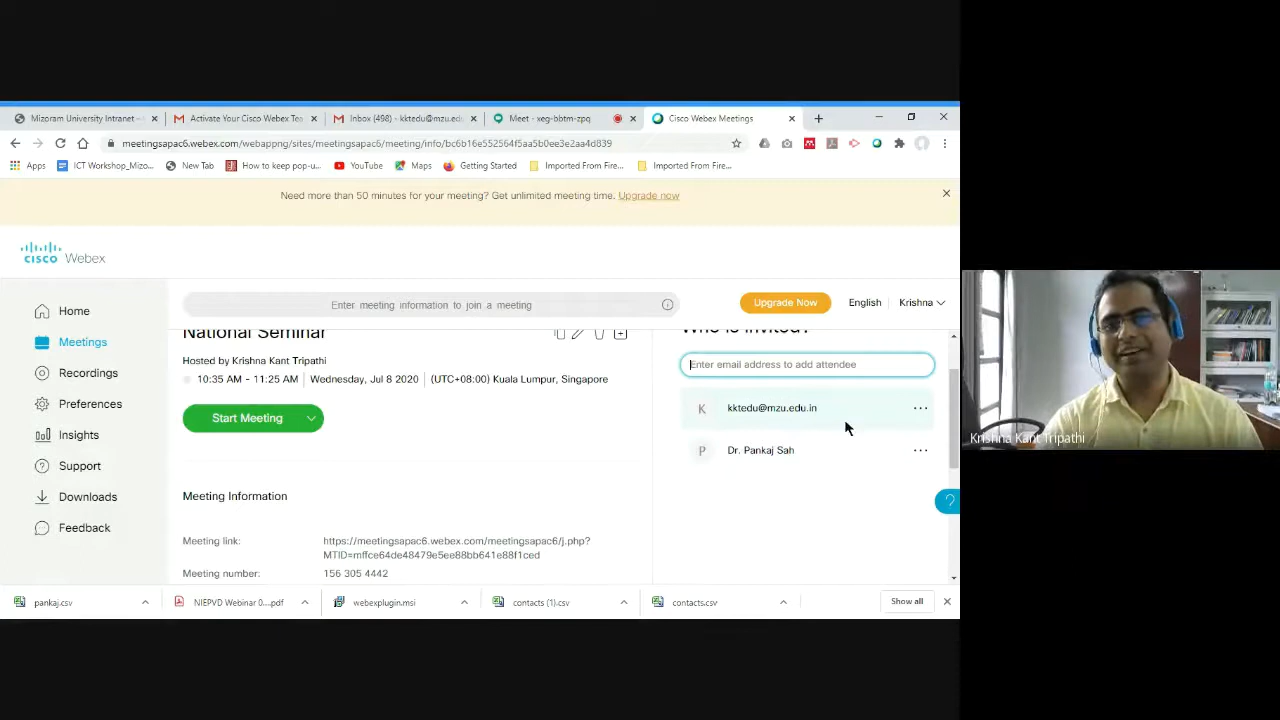 Mizoram University Intranet –
Activate Your Cisco Webex Tea
Inbox (498) - kktedu@mzu.edu
Meet - xeg-bbtm-zpq
Cisco Webex Meetings
meetingsapac6.webex.com/webappng/sites/meetingsapac6/meeting/info/bc6b16e552564f5aa5b0ee3e2aa4d839
Apps
ICT Workshop_Mizo...
New Tab
How to keep pop-u...
YouTube
Maps
Getting Started
Imported From Fire...
Imported From Fire...
Need more than 50 minutes for your meeting? Get unlimited meeting time. Upgrade now
CISCO Webex
Enter meeting information to join a meeting
Upgrade Now
English
Krishna
Home
Meetings
Recordings
Preferences
Insights
Support
Downloads
Feedback
National Seminar
Hosted by Krishna Kant Tripathi
10:35 AM - 11:25 AM | Wednesday, Jul 8 2020 | (UTC+08:00) Kuala Lumpur, Singapore
Start Meeting
Meeting Information
Meeting link:
https://meetingsapac6.webex.com/meetingsapac6/j.php?
MTID=mffce64de48479e5ee88bb641e88f1ced
Meeting number:
156 305 4442
Who is invited?
Enter email address to add attendee
K
kktedu@mzu.edu.in
P
Dr. Pankaj Sah
?
Krishna Kant Tripathi
pankaj.csv
NIEPVD Webinar 0....pdf
webexplugin.msi
contacts (1).csv
contacts.csv
Show all